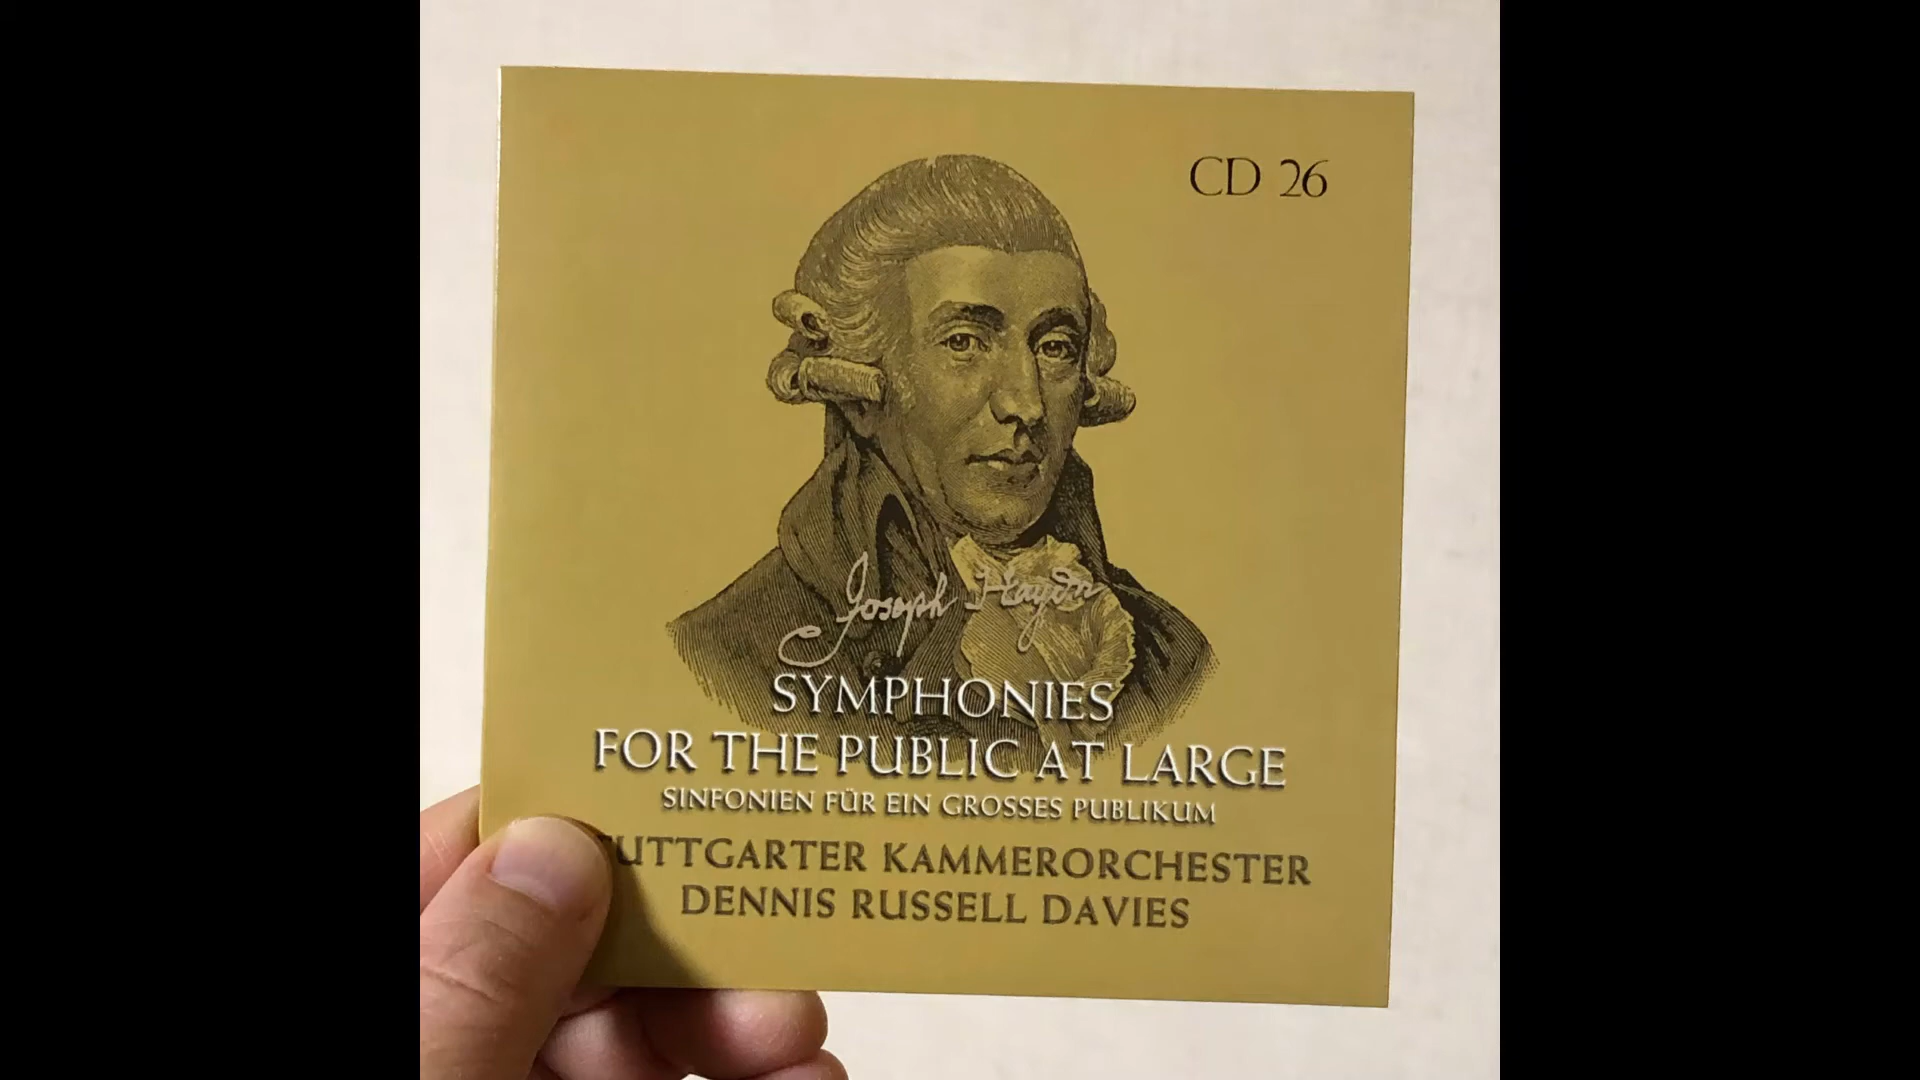 CD 26
Joseph Haydn
SYMPHONIES
FOR THE PUBLIC AT LARGE
SINFONIEN FÜR EIN GROSSES PUBLIKUM
TUTTGARTER KAMMERORCHESTER
DENNIS RUSSELL DAVIES